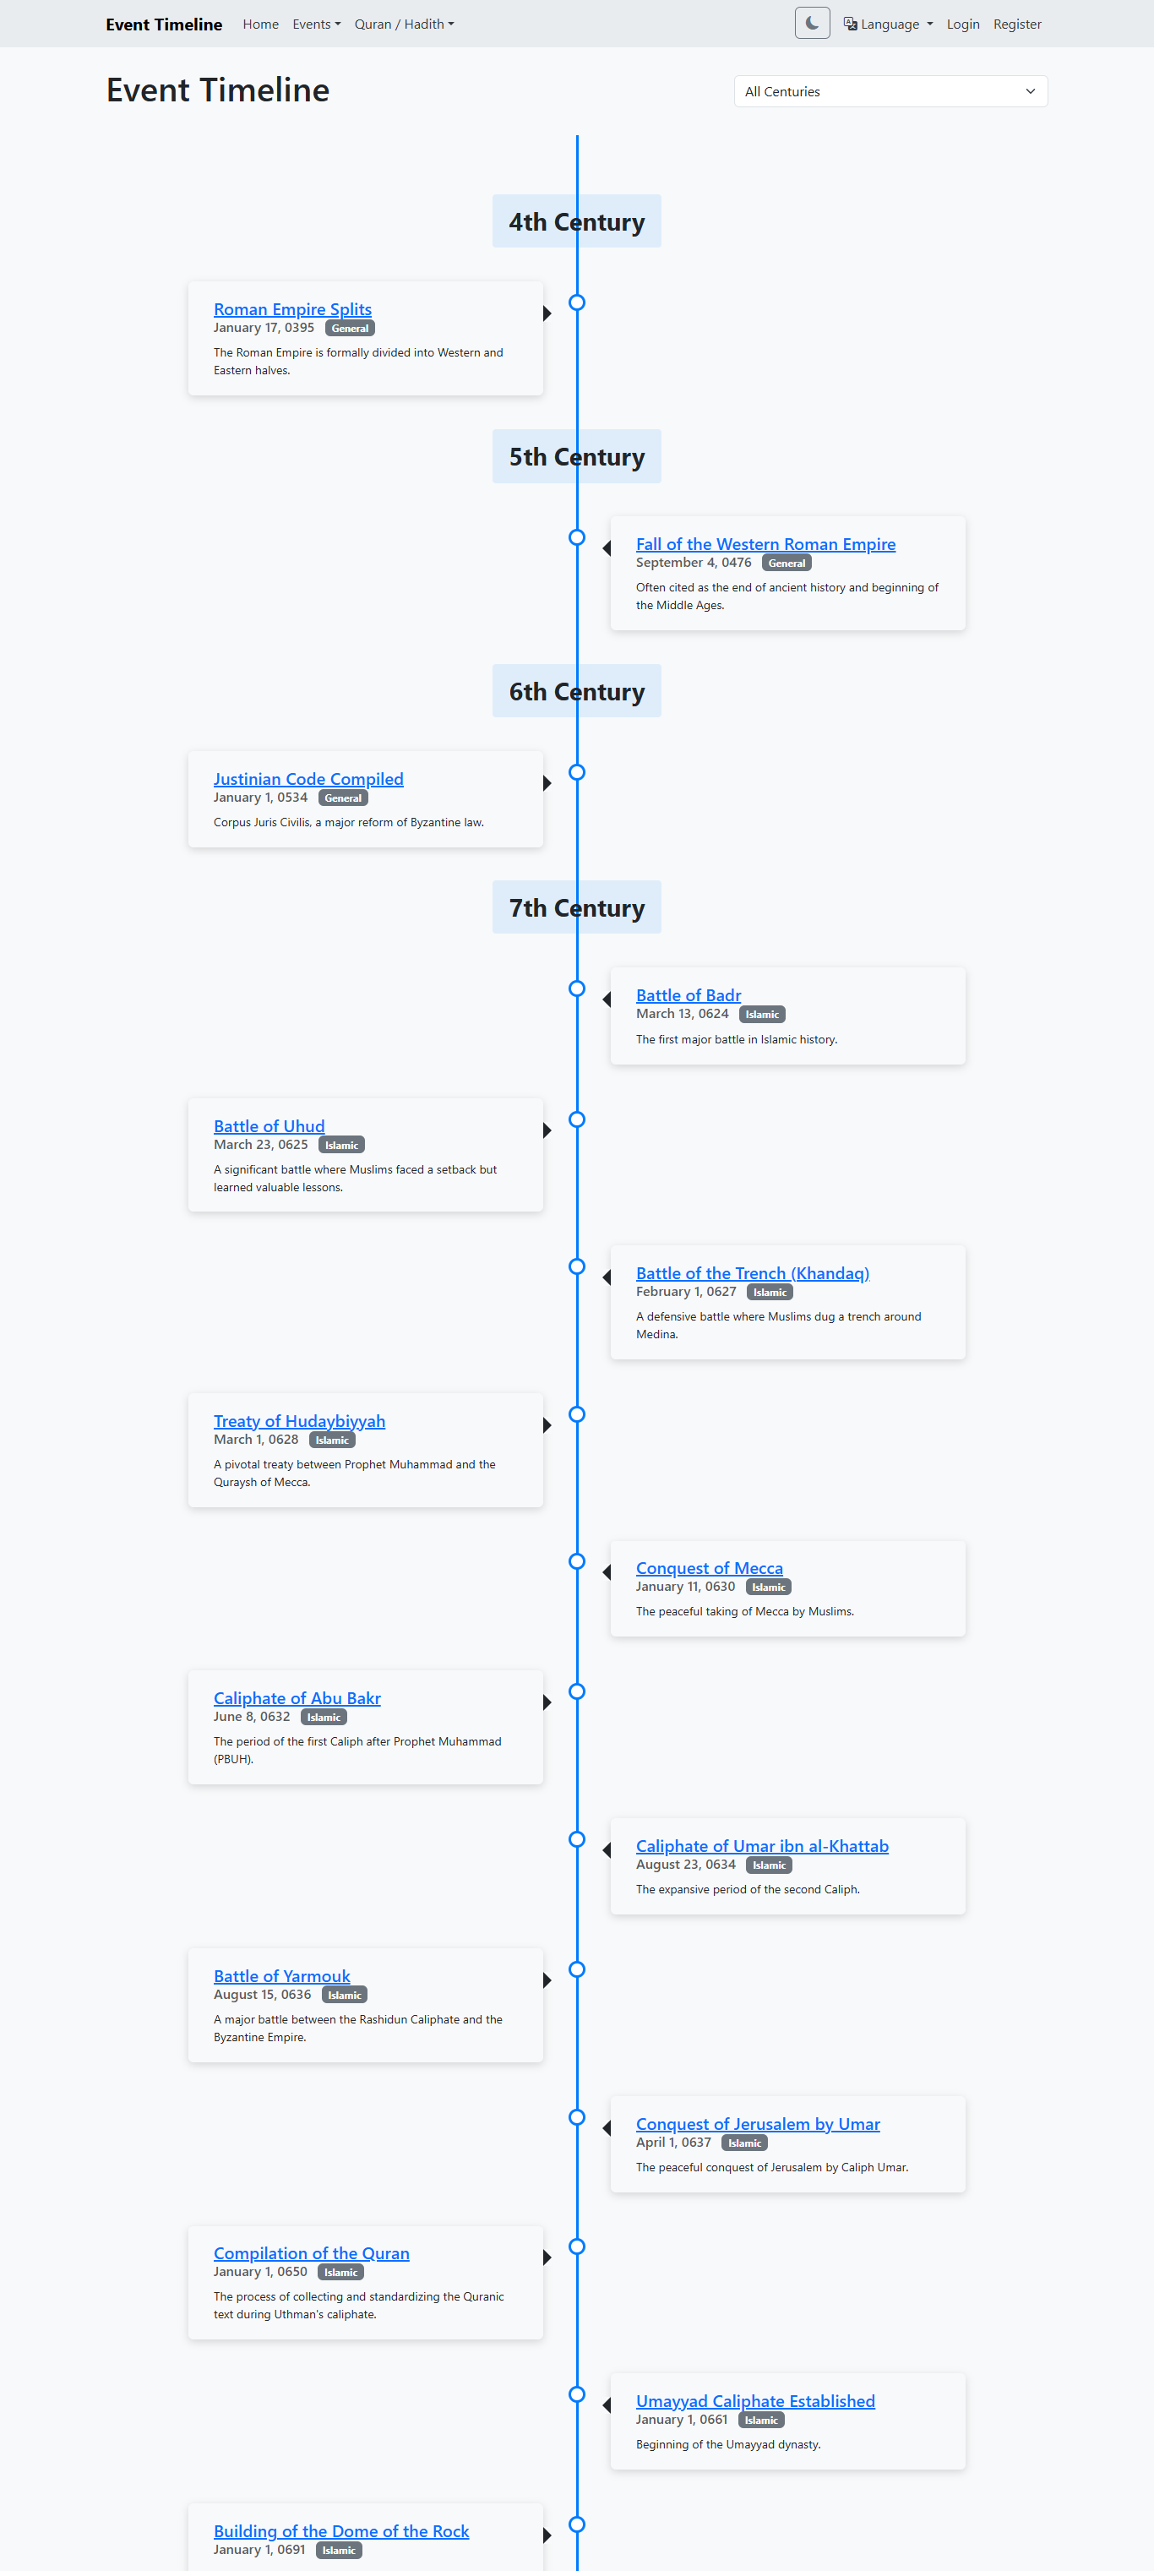 Event Timeline Home Events Quran / Hadith Language Login Register
Event Timeline
All Centuries
4th Century
Roman Empire Splits
January 17, 0395 General
The Roman Empire is formally divided into Western and
Eastern halves.
5th Century
Fall of the Western Roman Empire
September 4, 0476 General
Often cited as the end of ancient history and beginning of
the Middle Ages.
6th Century
Justinian Code Compiled
January 1, 0534 General
Corpus Juris Civilis, a major reform of Byzantine law.
7th Century
Battle of Badr
March 13, 0624 Islamic
The first major battle in Islamic history.
Battle of Uhud
March 23, 0625 Islamic
A significant battle where Muslims faced a setback but
learned valuable lessons.
Battle of the Trench (Khandaq)
February 1, 0627 Islamic
A defensive battle where Muslims dug a trench around
Medina.
Treaty of Hudaybiyyah
March 1, 0628 Islamic
A pivotal treaty between Prophet Muhammad and the
Quraysh of Mecca.
Conquest of Mecca
January 11, 0630 Islamic
The peaceful taking of Mecca by Muslims.
Caliphate of Abu Bakr
June 8, 0632 Islamic
The period of the first Caliph after Prophet Muhammad
(PBUH).
Caliphate of Umar ibn al-Khattab
August 23, 0634 Islamic
The expansive period of the second Caliph.
Battle of Yarmouk
August 15, 0636 Islamic
A major battle between the Rashidun Caliphate and the
Byzantine Empire.
Conquest of Jerusalem by Umar
April 1, 0637 Islamic
The peaceful conquest of Jerusalem by Caliph Umar.
Compilation of the Quran
January 1, 0650 Islamic
The process of collecting and standardizing the Quranic
text during Uthman's caliphate.
Umayyad Caliphate Established
January 1, 0661 Islamic
Beginning of the Umayyad dynasty.
Building of the Dome of the Rock
January 1, 0691 Islamic